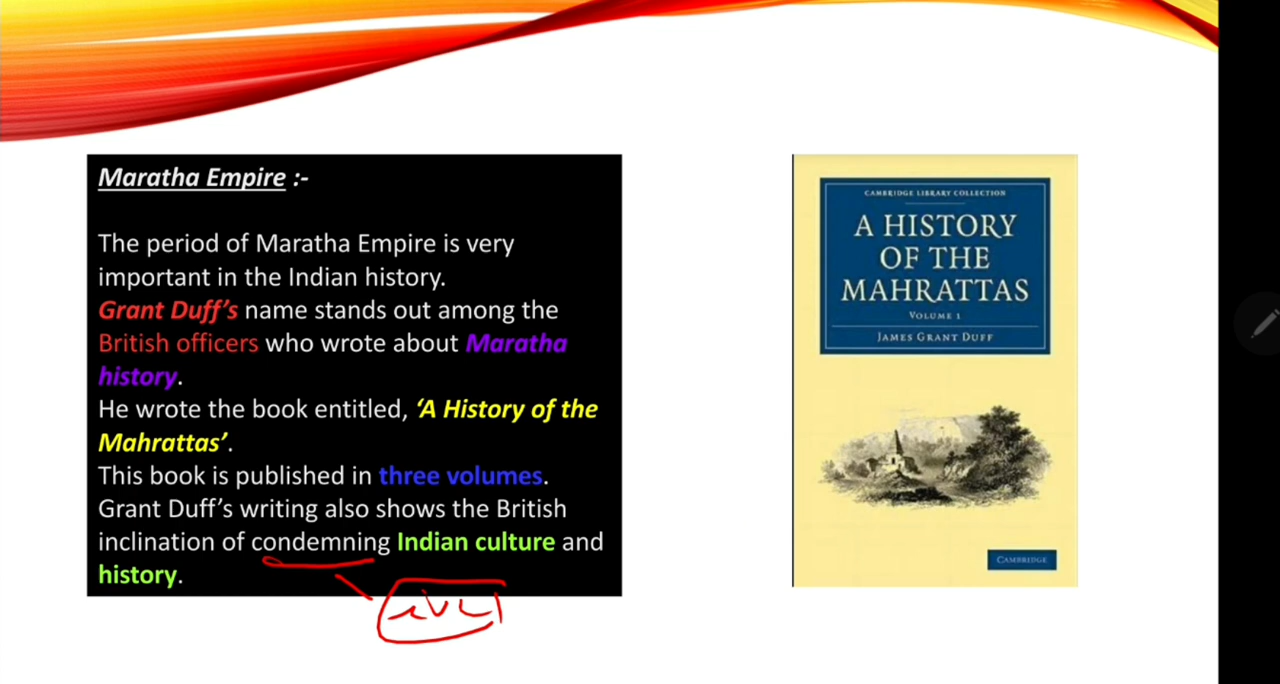 Maratha Empire :-
The period of Maratha Empire is very
important in the Indian history.
Grant Duff's name stands out among the
British officers who wrote about Maratha
history.
He wrote the book entitled, ‘A History of the
Mahrattas’.
This book is published in three volumes.
Grant Duff’s writing also shows the British
inclination of condemning Indian culture and
history.
CAMBRIDGE LIBRARY COLLECTION
A HISTORY
OF THE
MAHRATTAS
VOLUME 1
JAMES GRANT DUFF
CAMBRIDGE